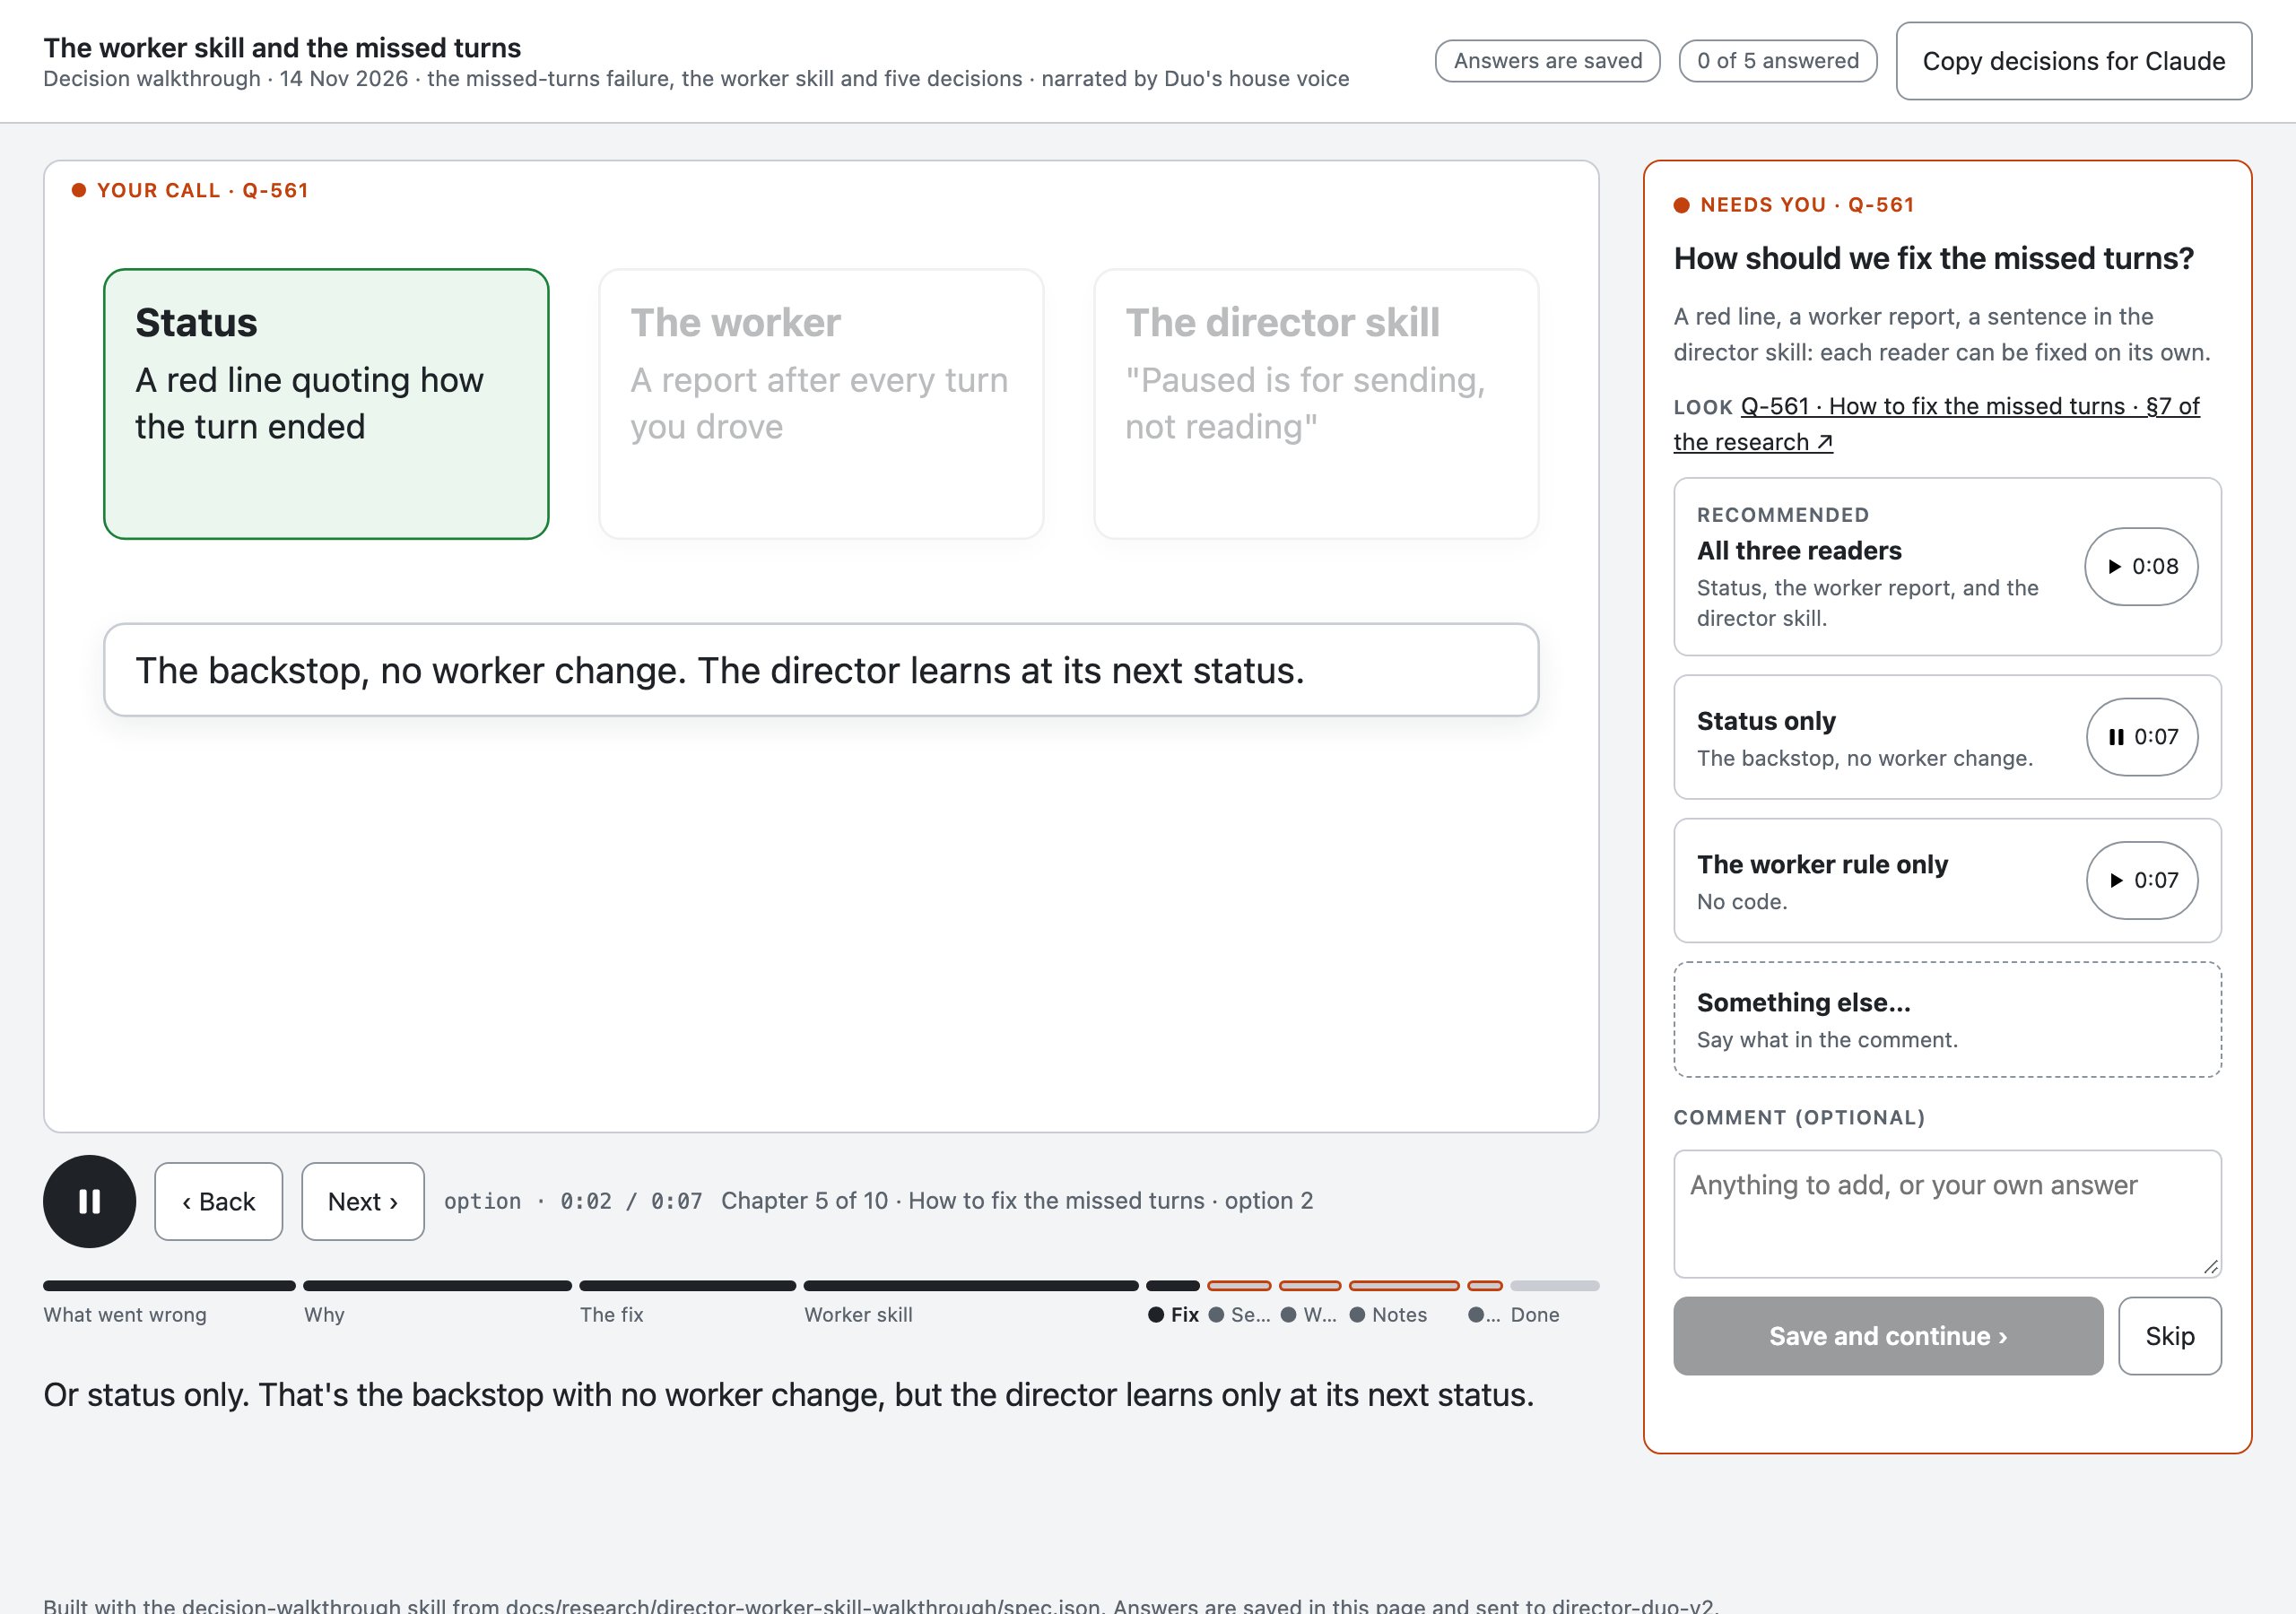 The worker skill and the missed turns
Decision walkthrough · 14 Nov 2026 · the missed-turns failure, the worker skill and five decisions · narrated by Duo's house voice
Answers are saved
0 of 5 answered
Copy decisions for Claude
YOUR CALL · Q-561
Status
A red line quoting how
the turn ended
The worker
A report after every turn
you drove
The director skill
"Paused is for sending,
not reading"
The backstop, no worker change. The director learns at its next status.
‹ Back
Next ›
option · 0:02 / 0:07
Chapter 5 of 10 · How to fix the missed turns · option 2
What went wrong
Why
The fix
Worker skill
Fix
Se...
W...
Notes
...
Done
Or status only. That's the backstop with no worker change, but the director learns only at its next status.
NEEDS YOU · Q-561
How should we fix the missed turns?
A red line, a worker report, a sentence in the
director skill: each reader can be fixed on its own.
LOOK Q-561 · How to fix the missed turns · §7 of
the research ↗
RECOMMENDED
All three readers
Status, the worker report, and the
director skill.
0:08
Status only
The backstop, no worker change.
0:07
The worker rule only
No code.
0:07
Something else...
Say what in the comment.
COMMENT (OPTIONAL)
Anything to add, or your own answer
Save and continue ›
Skip
Built with the decision-walkthrough skill from docs/research/director-worker-skill-walkthrough/spec.json. Answers are saved in this page and sent to director-duo-v2.